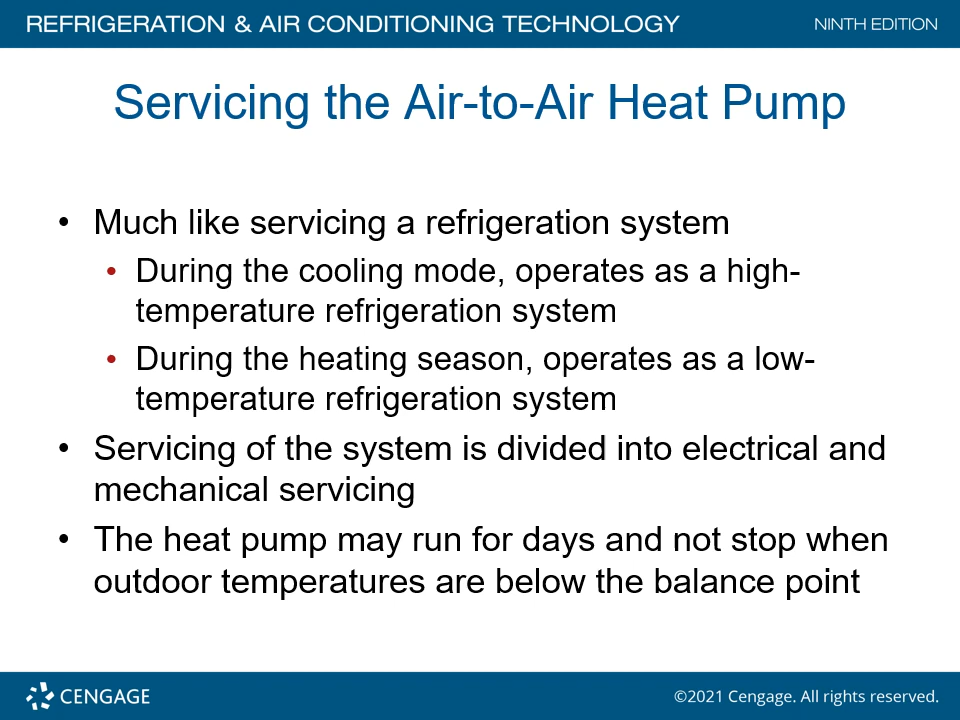 REFRIGERATION & AIR CONDITIONING TECHNOLOGY
NINTH EDITION
Servicing the Air-to-Air Heat Pump
• Much like servicing a refrigeration system
• During the cooling mode, operates as a high-
temperature refrigeration system
• During the heating season, operates as a low-
temperature refrigeration system
• Servicing of the system is divided into electrical and
mechanical servicing
• The heat pump may run for days and not stop when
outdoor temperatures are below the balance point
CENGAGE
©2021 Cengage. All rights reserved.